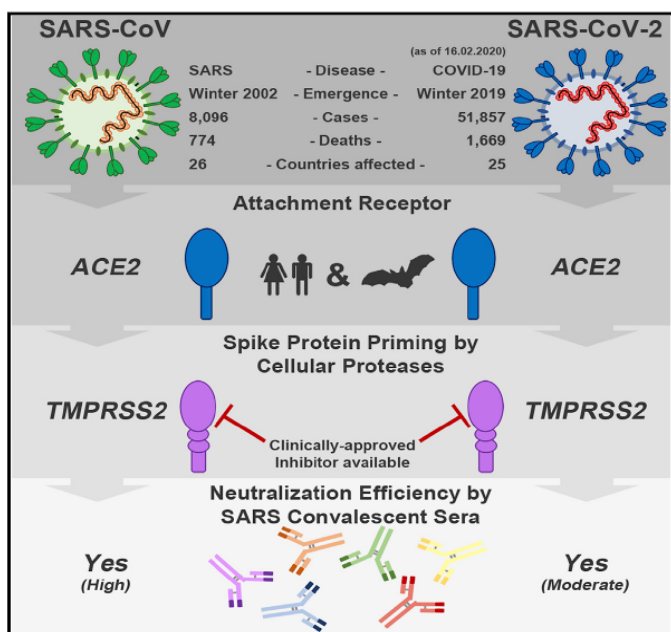 SARS-CoV
SARS-CoV-2
(as of 16.02.2020)
SARS - Disease - COVID-19
Winter 2002 - Emergence - Winter 2019
8,096 - Cases - 51,857
774 - Deaths - 1,669
26 - Countries affected - 25
Attachment Receptor
ACE2 & ACE2
Spike Protein Priming by
Cellular Proteases
TMPRSS2 TMPRSS2
Clinically-approved
Inhibitor available
Neutralization Efficiency by
SARS Convalescent Sera
Yes Yes
(High) (Moderate)